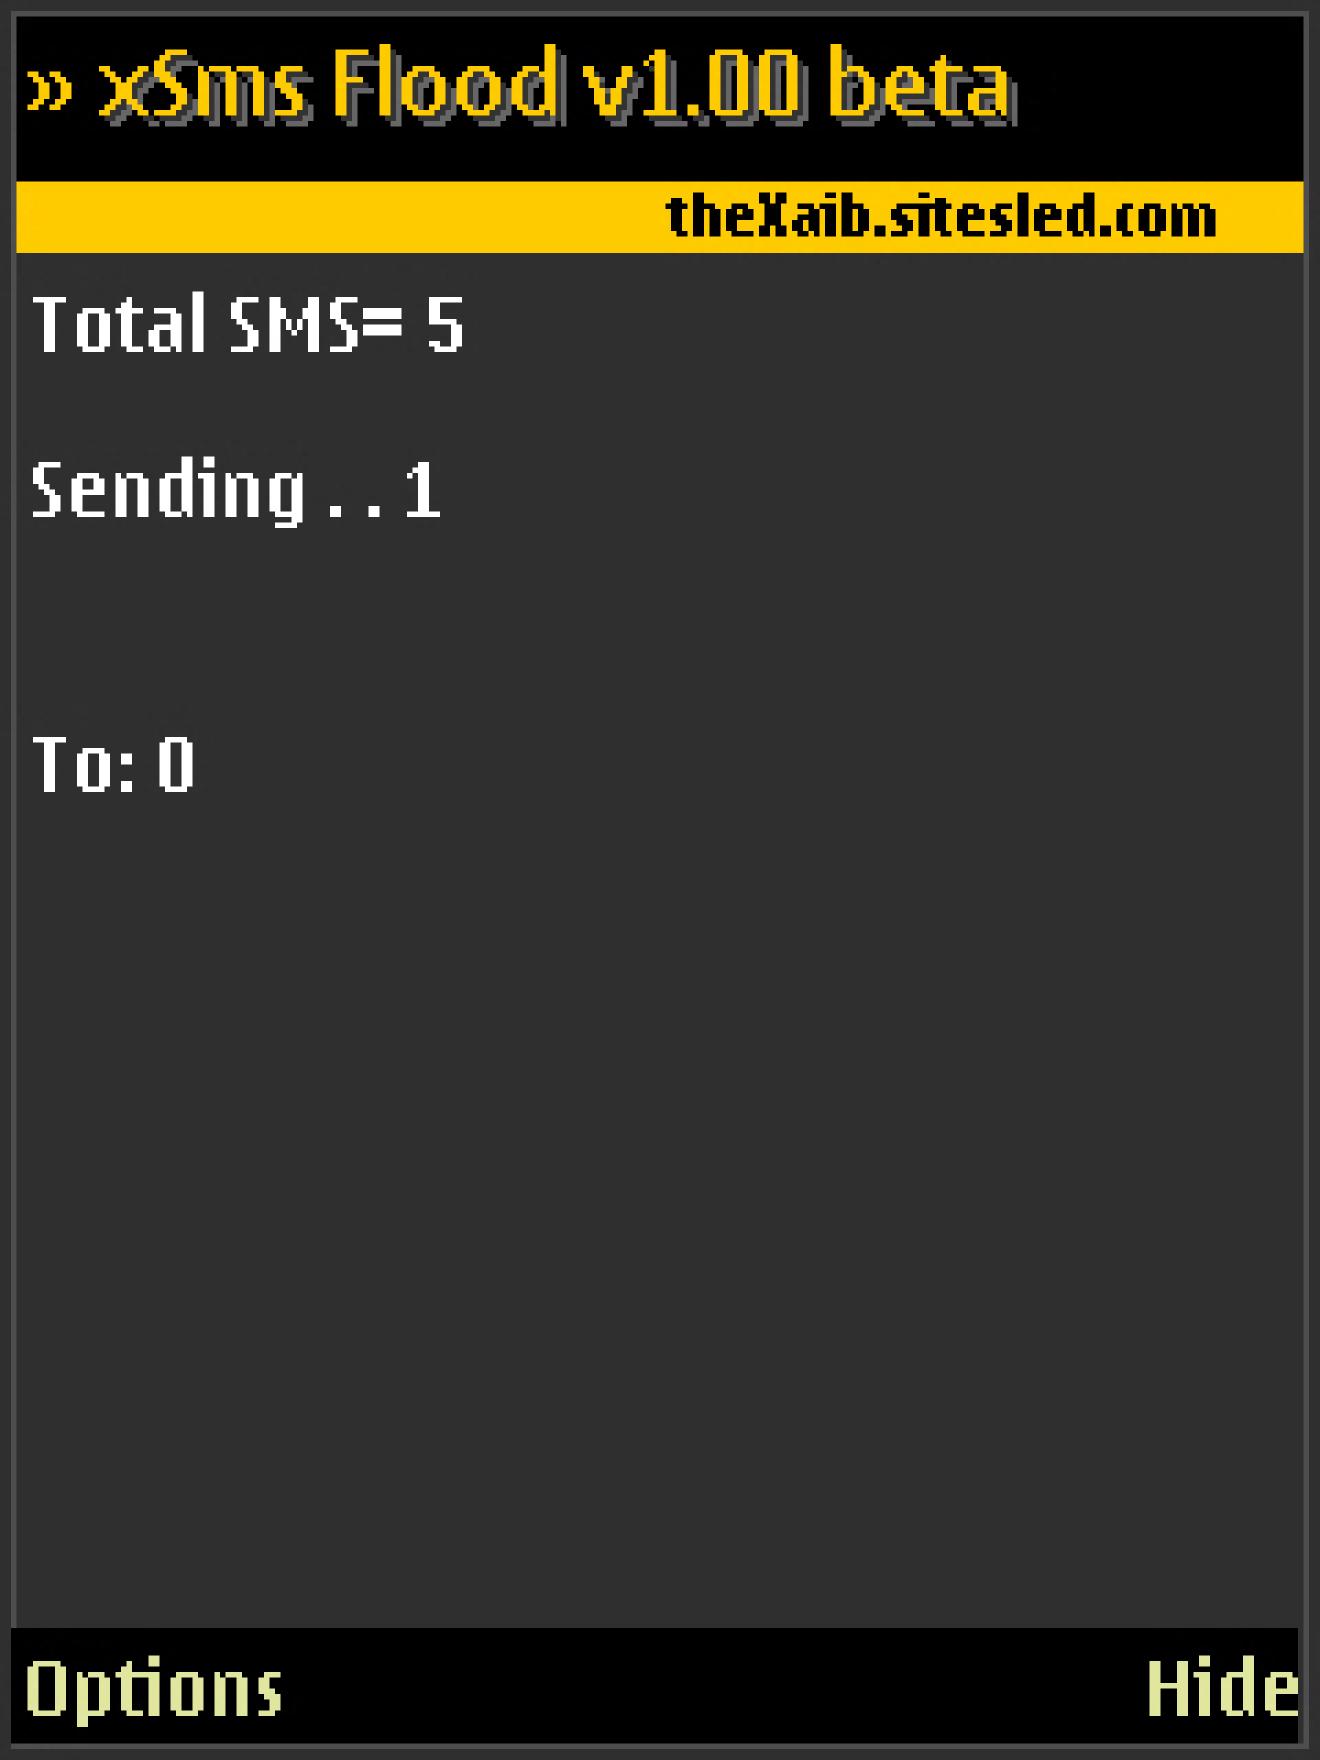 » xSms Flood v1.00 beta
theXaib.sitesled.com
Total SMS= 5
Sending . . 1
To: 0
Options
Hide